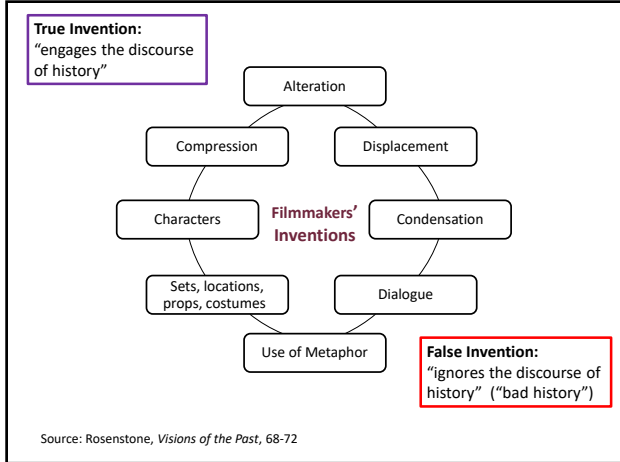 True Invention:
“engages the discourse
of history”
Alteration
Compression
Displacement
Characters
Filmmakers’
Inventions
Condensation
Sets, locations,
props, costumes
Dialogue
Use of Metaphor
False Invention:
“ignores the discourse of
history” (“bad history”)
Source: Rosenstone, Visions of the Past, 68-72